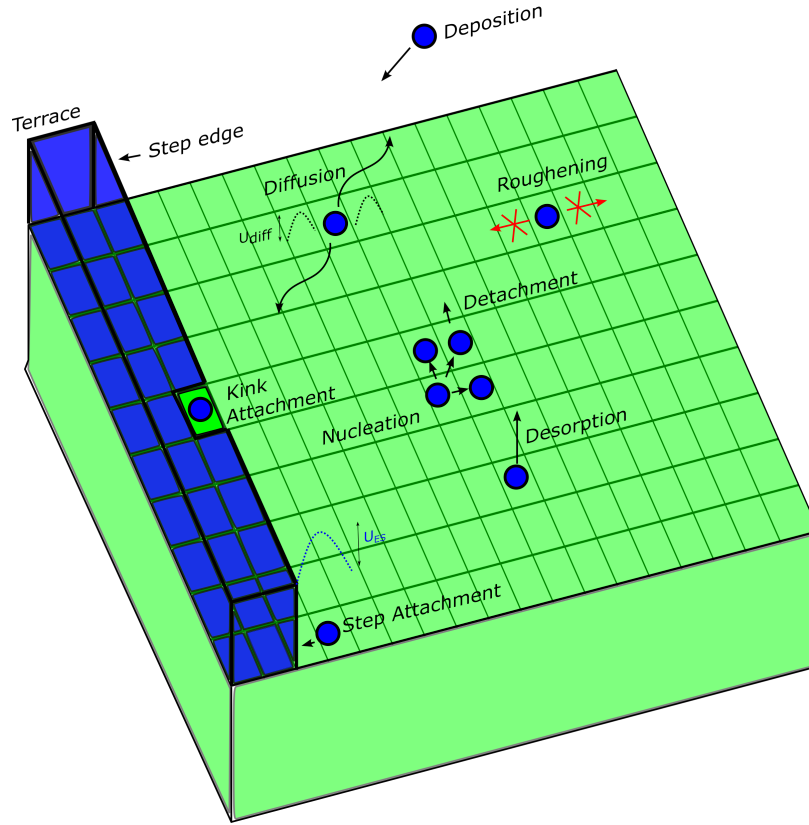 Deposition
Terrace
Step edge
Diffusion
Roughening
Udiff
Detachment
Kink
Attachment
Nucleation
Desorption
UES
Step Attachment